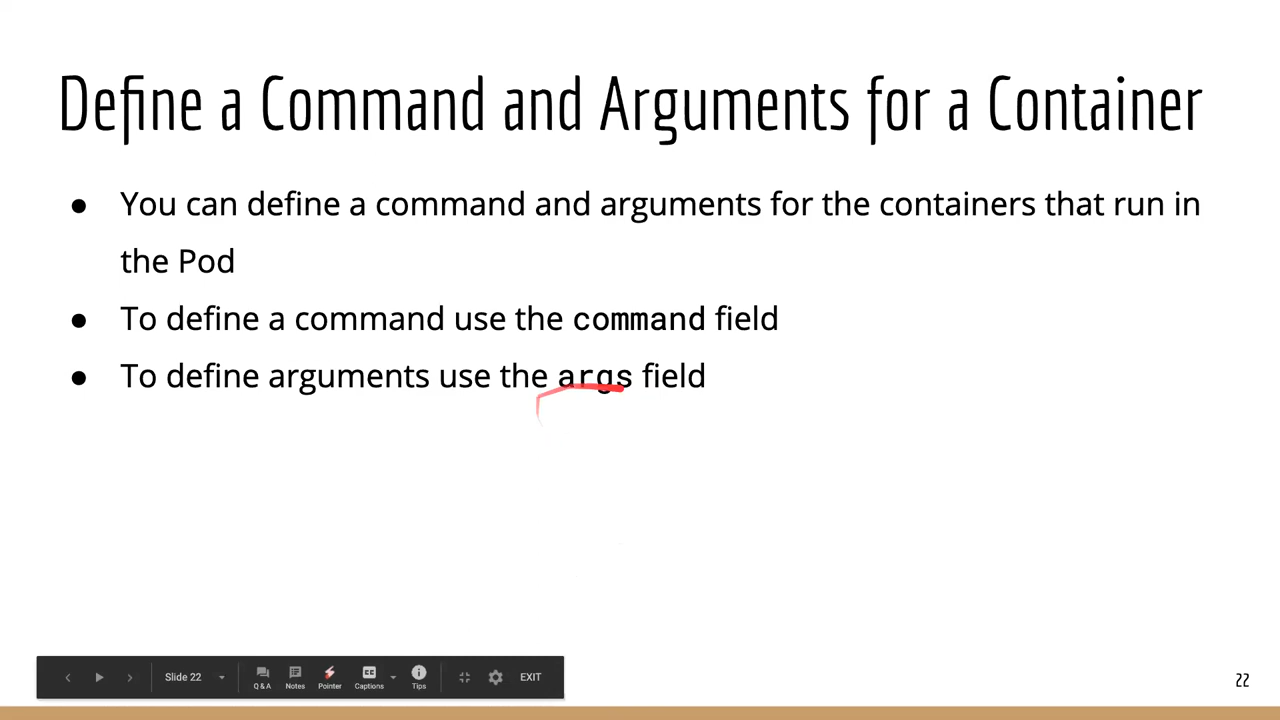 Define a Command and Arguments for a Container
● You can define a command and arguments for the containers that run in
the Pod
● To define a command use the command field
● To define arguments use the args field
Slide 22
Q & A
Notes
Pointer
Captions
Tips
EXIT
22